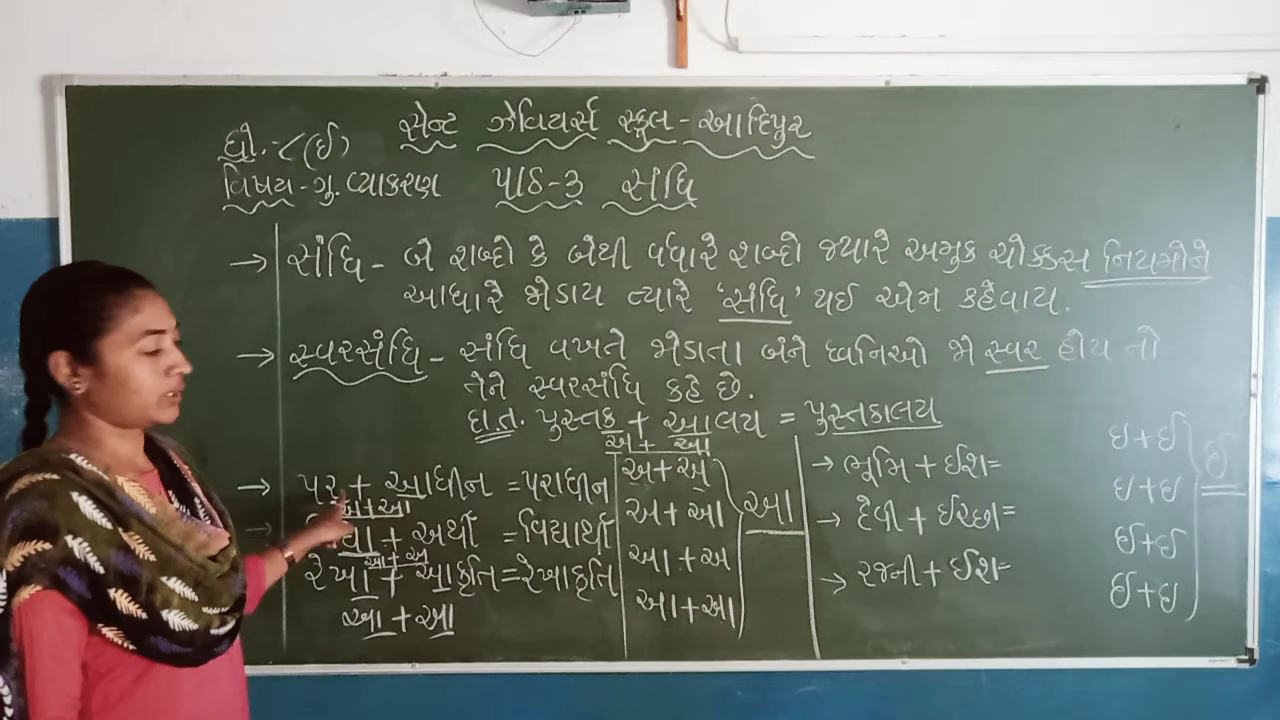 સેન્ટ ઝેવિયર્સ સ્કૂલ - આદિપુર
ધો. - ૮ (ઈ)
વિષય - ગુ. વ્યાકરણ પાઠ - ૩ સંધિ
→ સંધિ - બે શબ્દો કે બેથી વધારે શબ્દો જ્યારે અમુક ચોક્કસ નિયમોને
આધારે જોડાય ત્યારે 'સંધિ' થઈ એમ કહેવાય.
→ સ્વરસંધિ - સંધિ વખતે જોડાતા બંને ધ્વનિઓ જો સ્વર હોય તો
તેને સ્વરસંધિ કહે છે.
દા.ત. પુસ્તક + આલય = પુસ્તકાલય
અ + આ
→ પર + આધીન = પરાધીન
અ + આ
→ + અર્થી = વિદ્યાર્થી
આ + અ
રેખા + આકૃતિ = રેખાકૃતિ
આ + આ
અ + અ
અ + આ
આ + અ
આ + આ
આ
→ ભૂમિ + ઈશ =
→ દેવી + ઈચ્છા =
→ રજની + ઈશ =
ઇ + ઈ
ઇ + ઇ
ઈ + ઈ
ઈ + ઇ
ઈ